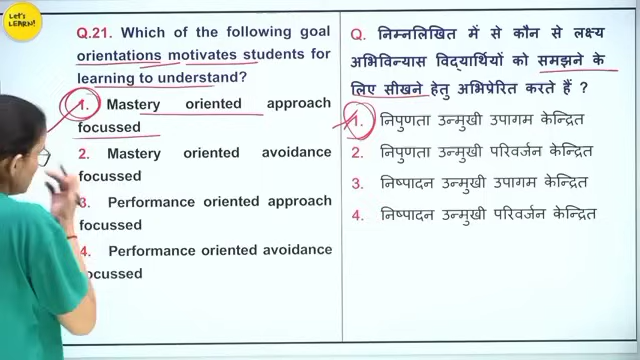 Let's
LEARN!
Q.21. Which of the following goal
orientations motivates students for
learning to understand?
1. Mastery oriented approach
focussed
2. Mastery oriented avoidance
focussed
3. Performance oriented approach
focussed
4. Performance oriented avoidance
focussed
Q. निम्नलिखित में से कौन से लक्ष्य
अभिविन्यास विद्यार्थियों को समझने के
लिए सीखने हेतु अभिप्रेरित करते हैं ?
1. निपुणता उन्मुखी उपागम केन्द्रित
2. निपुणता उन्मुखी परिवर्जन केन्द्रित
3. निष्पादन उन्मुखी उपागम केन्द्रित
4. निष्पादन उन्मुखी परिवर्जन केन्द्रित